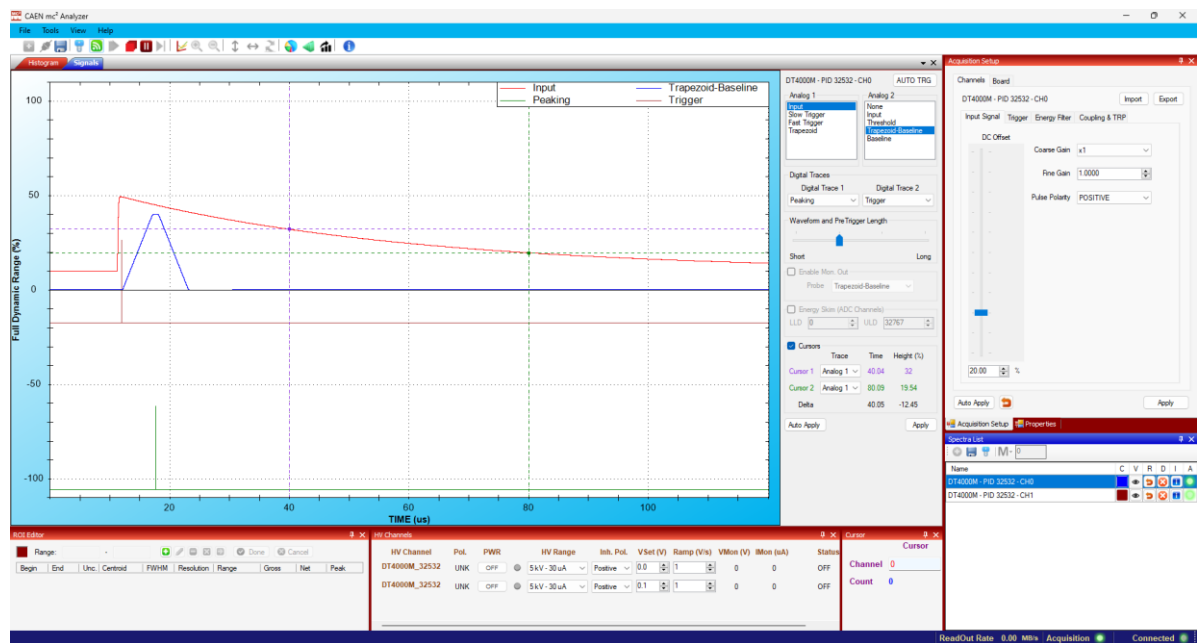 CAEN mc² Analyzer
File Tools View Help
Histogram Signals
Input Trapezoid-Baseline
Peaking Trigger
100
50
0
-50
-100
20 40 60 80 100
Full Dynamic Range (%)
TIME (us)
DT4000M - PID 32532 - CH0 AUTO TRG
Analog 1 Analog 2
Input
Slow Trigger
Fast Trigger
Trapezoid
None
Input
Threshold
Trapezoid-Baseline
Baseline
Digital Traces
Digital Trace 1 Digital Trace 2
Peaking Trigger
Waveform and PreTrigger Length
Short Long
Enable Mon. Out
Probe Trapezoid-Baseline
Energy Skim (ADC Channels)
LLD 0 ULD 32767
Cursors
Trace Time Height (%)
Cursor 1 Analog 1 40.04 32
Cursor 2 Analog 1 80.09 19.54
Delta 40.05 -12.45
Auto Apply Apply
Acquisition Setup
Channels Board
DT4000M - PID 32532 - CH0 Import Export
Input Signal Trigger Energy Filter Coupling & TRP
DC Offset
Coarse Gain x1
Fine Gain 1.0000
Pulse Polarity POSITIVE
20.00 %
Auto Apply Apply
Acquisition Setup Properties
Spectra List
M- 0
Name C V R D I A
DT4000M - PID 32532 - CH0
DT4000M - PID 32532 - CH1
ROI Editor
Range: -
Done Cancel
Begin End Unc. Centroid FWHM Resolution Range Gross Net Peak
HV Channels
HV Channel Pol. PWR HV Range Inh. Pol. VSet (V) Ramp (V/s) VMon (V) IMon (uA) Status
DT4000M_32532 UNK OFF 5 kV - 30 uA Positive 0.0 1 0 0 OFF
DT4000M_32532 UNK OFF 5 kV - 30 uA Positive 0.1 1 0 0 OFF
Cursor
Cursor
Channel 0
Count 0
ReadOut Rate 0.00 MB/s Acquisition Connected